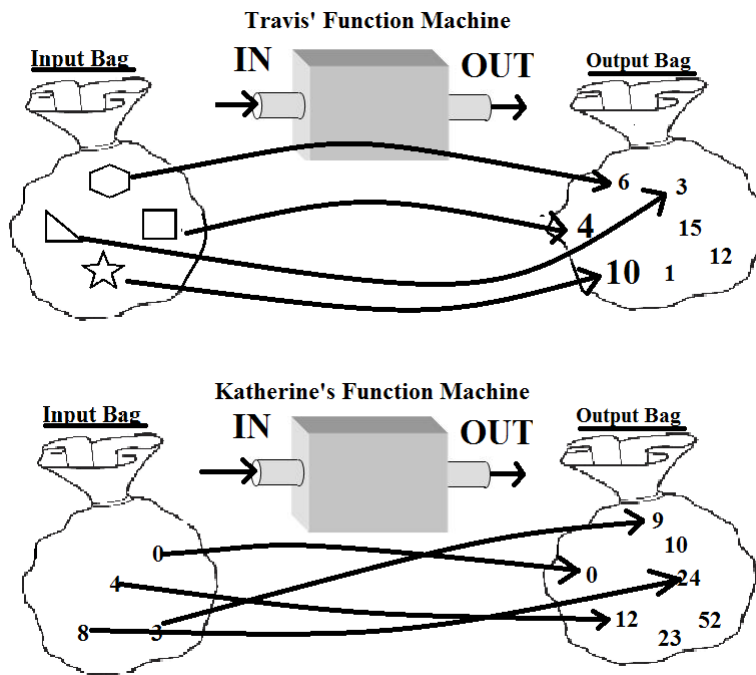 Travis' Function Machine
Input Bag
IN
OUT
Output Bag
6
3
4
15
12
10
1
Katherine's Function Machine
Input Bag
IN
OUT
Output Bag
0
4
8
3
9
10
0
24
12
52
23